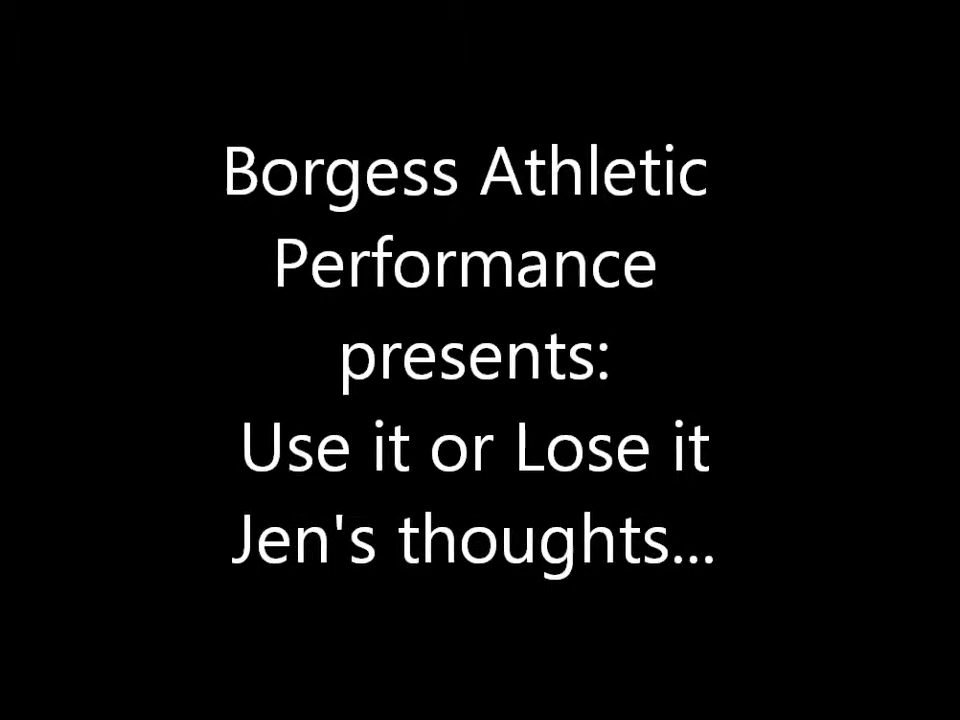 Borgess Athletic
Performance
presents:
Use it or Lose it
Jen's thoughts...